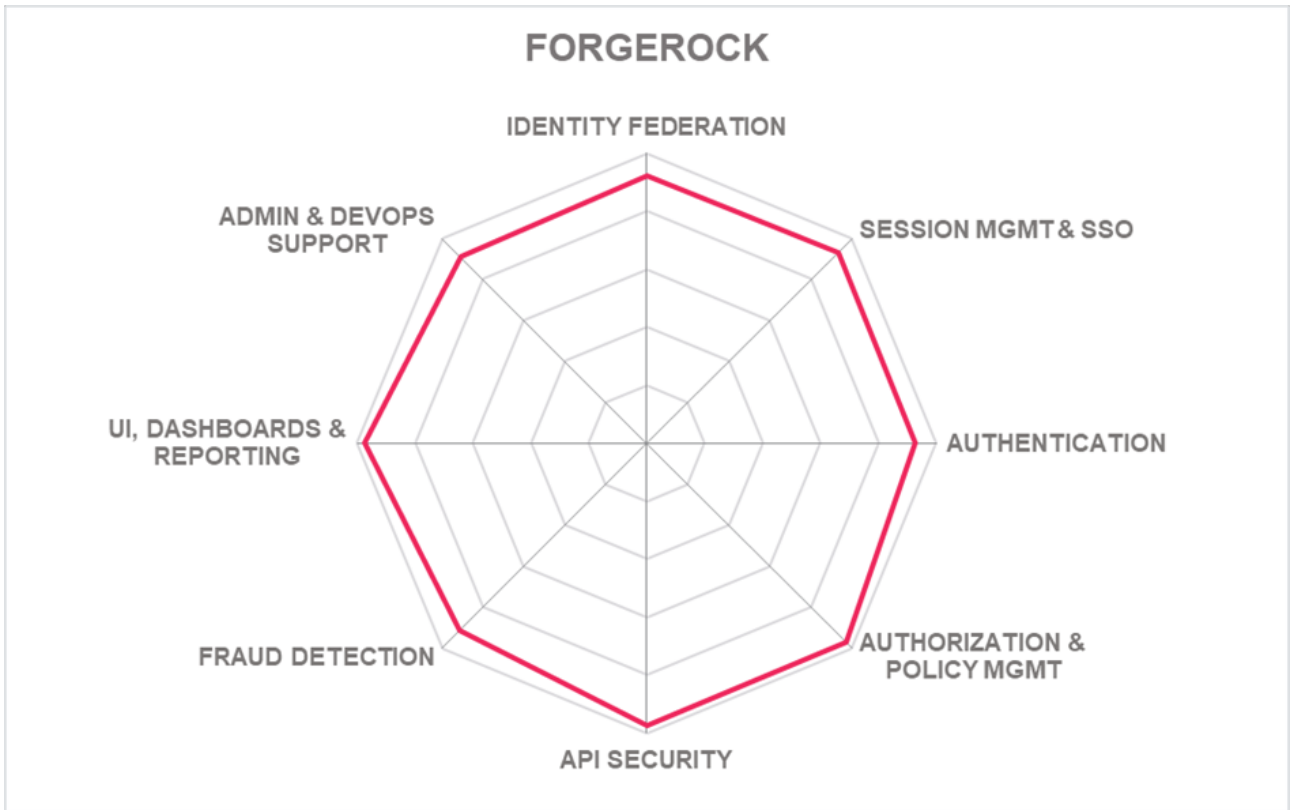 FORGEROCK
IDENTITY FEDERATION
ADMIN & DEVOPS
SUPPORT
SESSION MGMT & SSO
UI, DASHBOARDS &
REPORTING
AUTHENTICATION
FRAUD DETECTION
AUTHORIZATION &
POLICY MGMT
API SECURITY